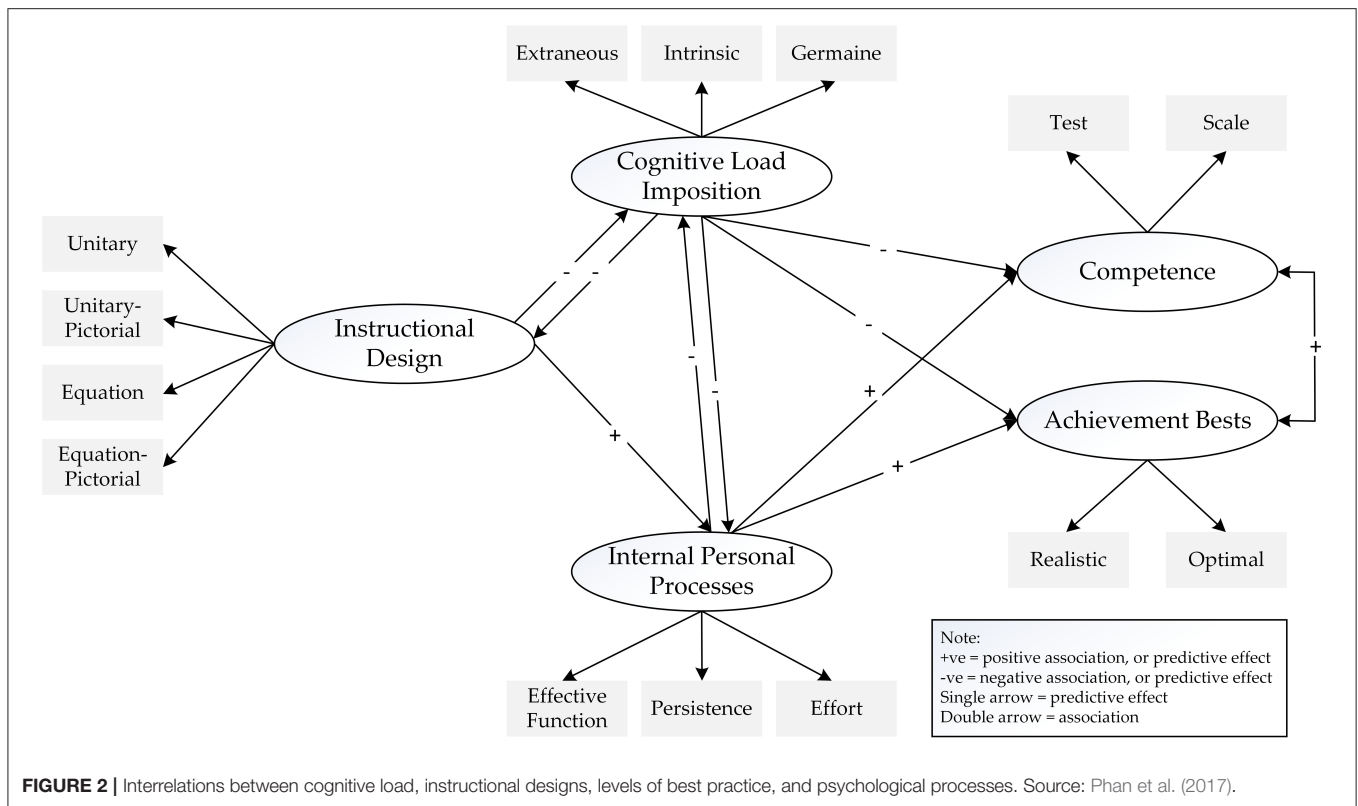 Extraneous
Intrinsic
Germaine
Cognitive Load
Imposition
Test
Scale
Unitary
Unitary-
Pictorial
Equation
Equation-
Pictorial
Instructional
Design
Competence
Achievement Bests
Realistic
Optimal
Internal Personal
Processes
Effective
Function
Persistence
Effort
-
-
-
-
-
-
+
+
+
+
Note:
+ve = positive association, or predictive effect
-ve = negative association, or predictive effect
Single arrow = predictive effect
Double arrow = association
FIGURE 2 | Interrelations between cognitive load, instructional designs, levels of best practice, and psychological processes. Source: Phan et al. (2017).